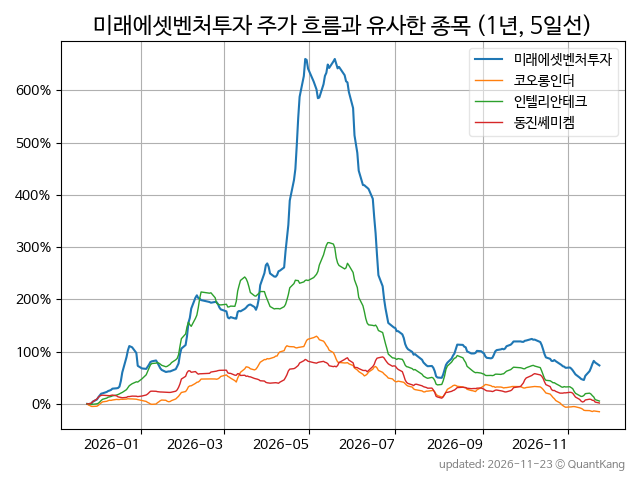 미래에셋벤처투자 주가 흐름과 유사한 종목 (1년, 5일선)
미래에셋벤처투자
코오롱인더
인텔리안테크
동진쎄미켐
600%
500%
400%
300%
200%
100%
0%
2026-01 2026-03 2026-05 2026-07 2026-09 2026-11
updated: 2026-11-23 © QuantKang